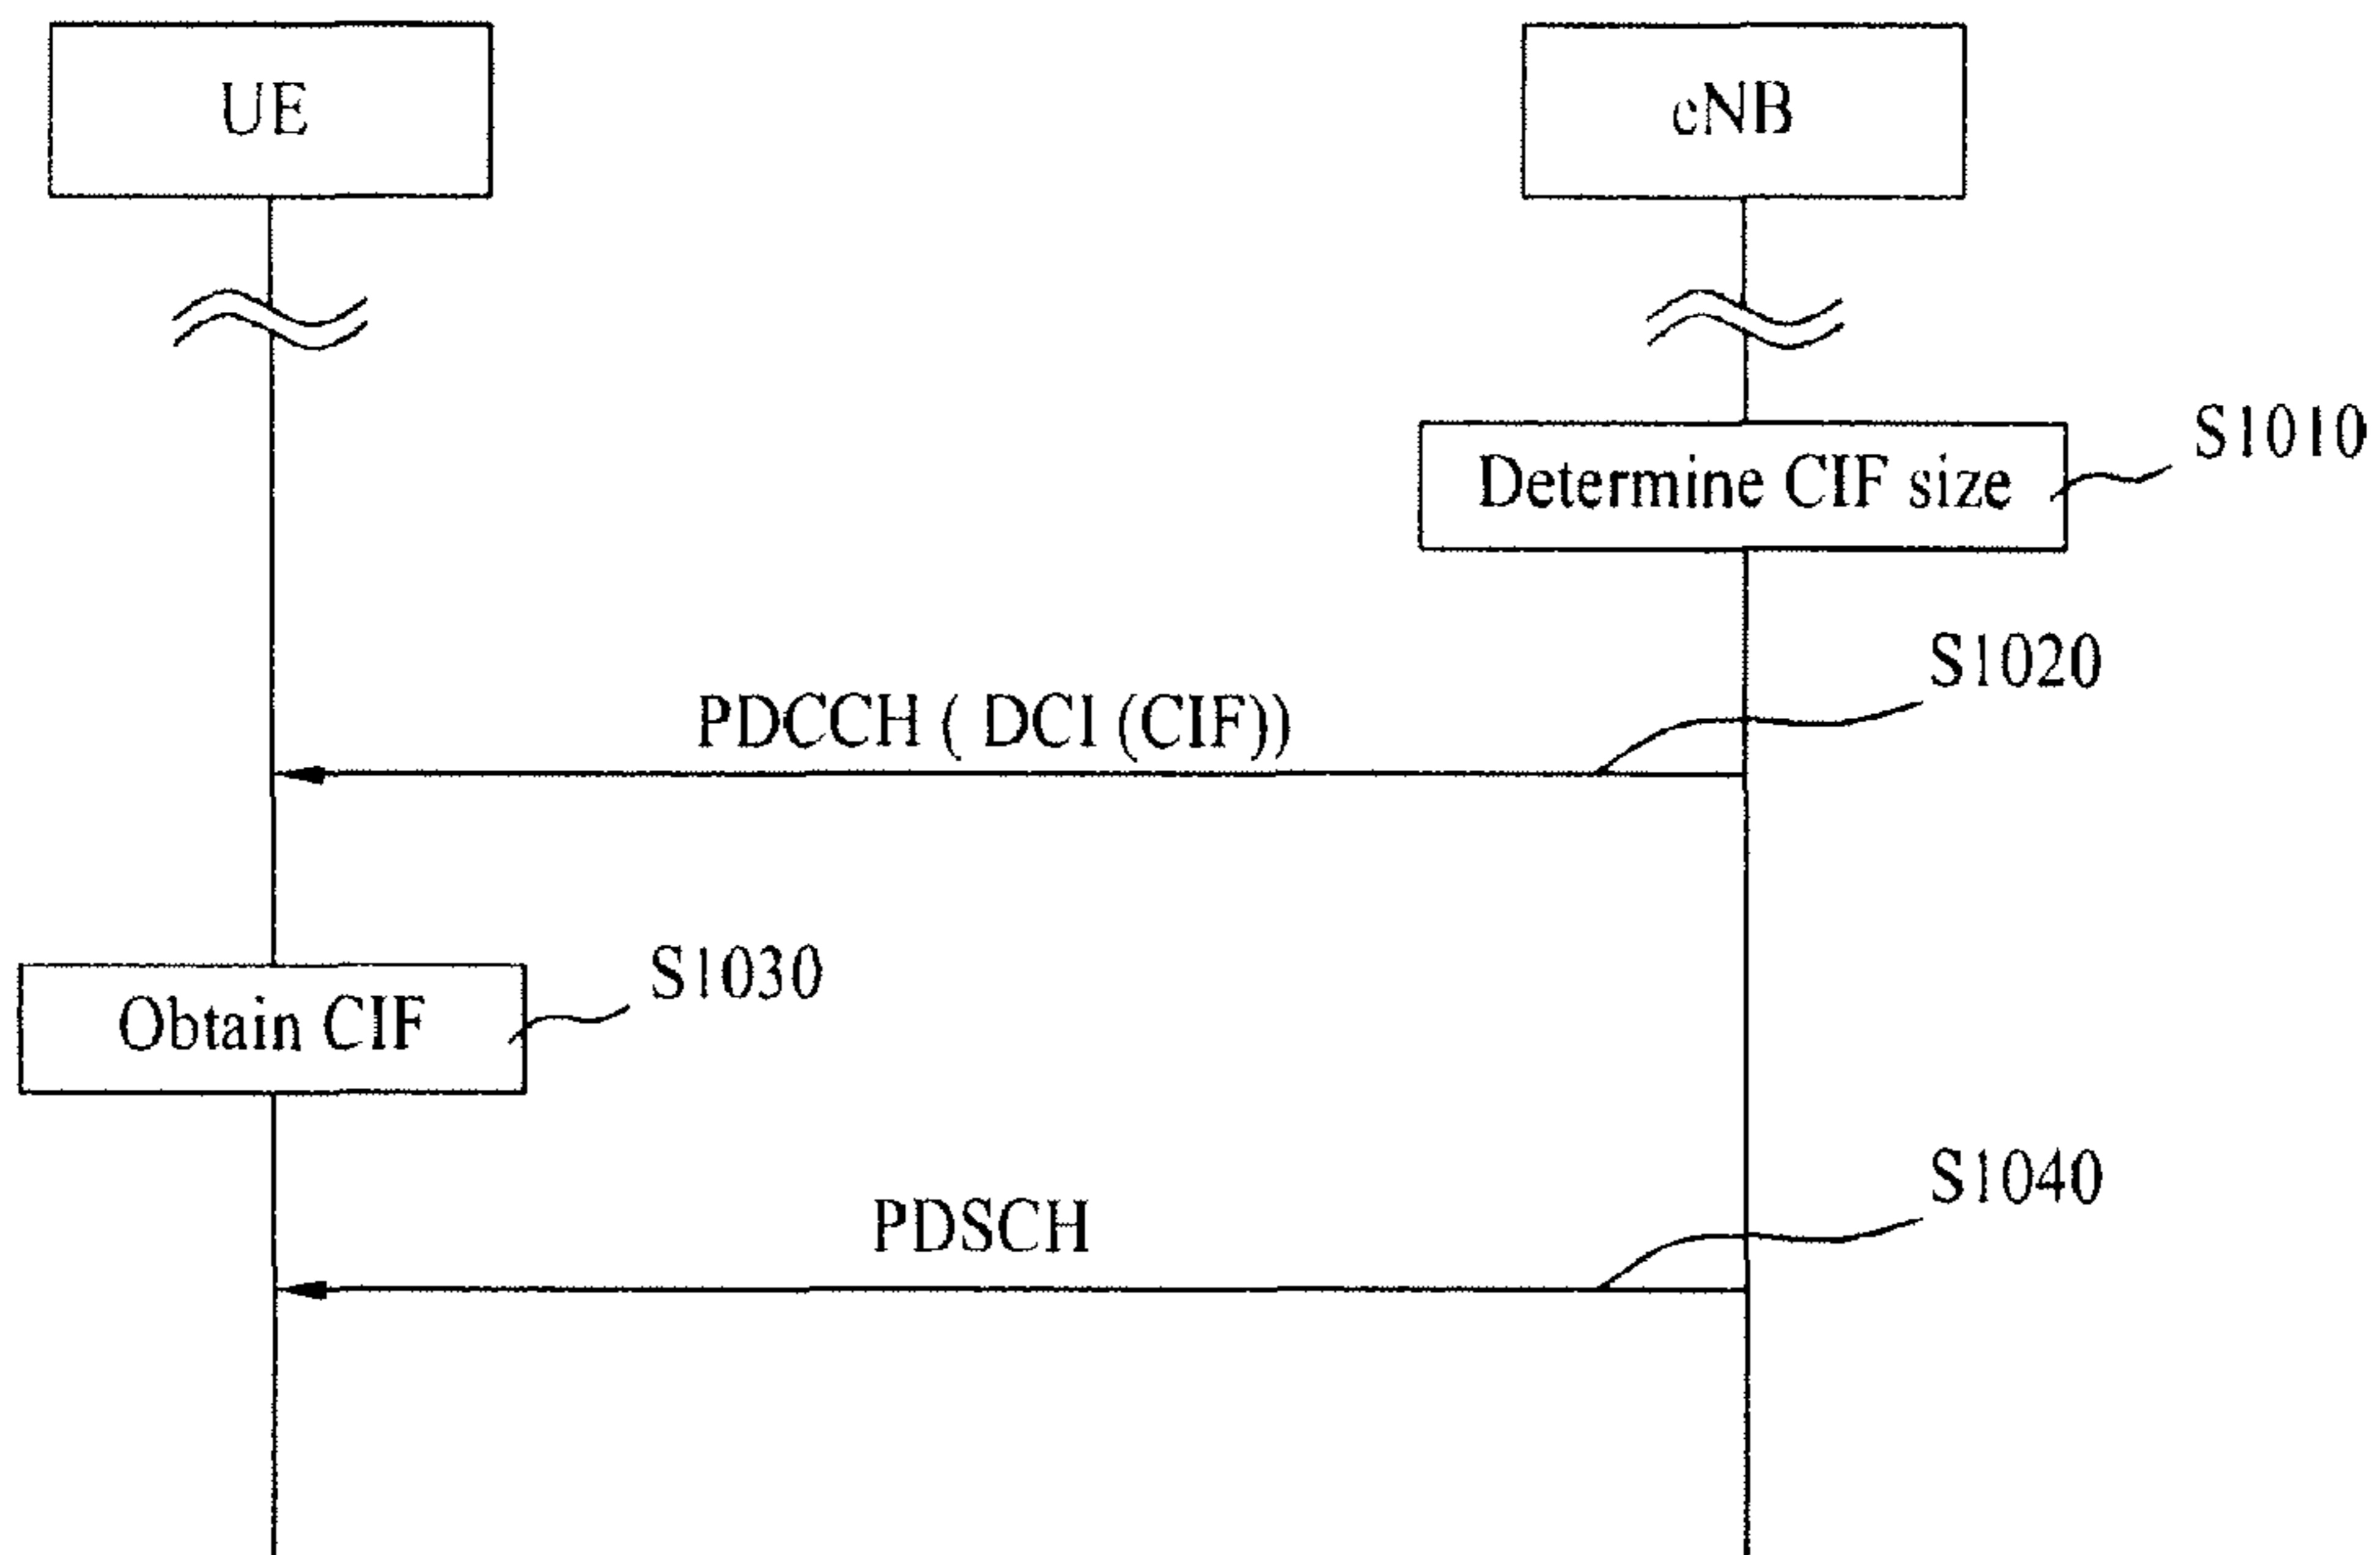 UE
eNB
Determine CIF size
S1010
S1020
PDCCH ( DCI (CIF))
S1030
Obtain CIF
S1040
PDSCH